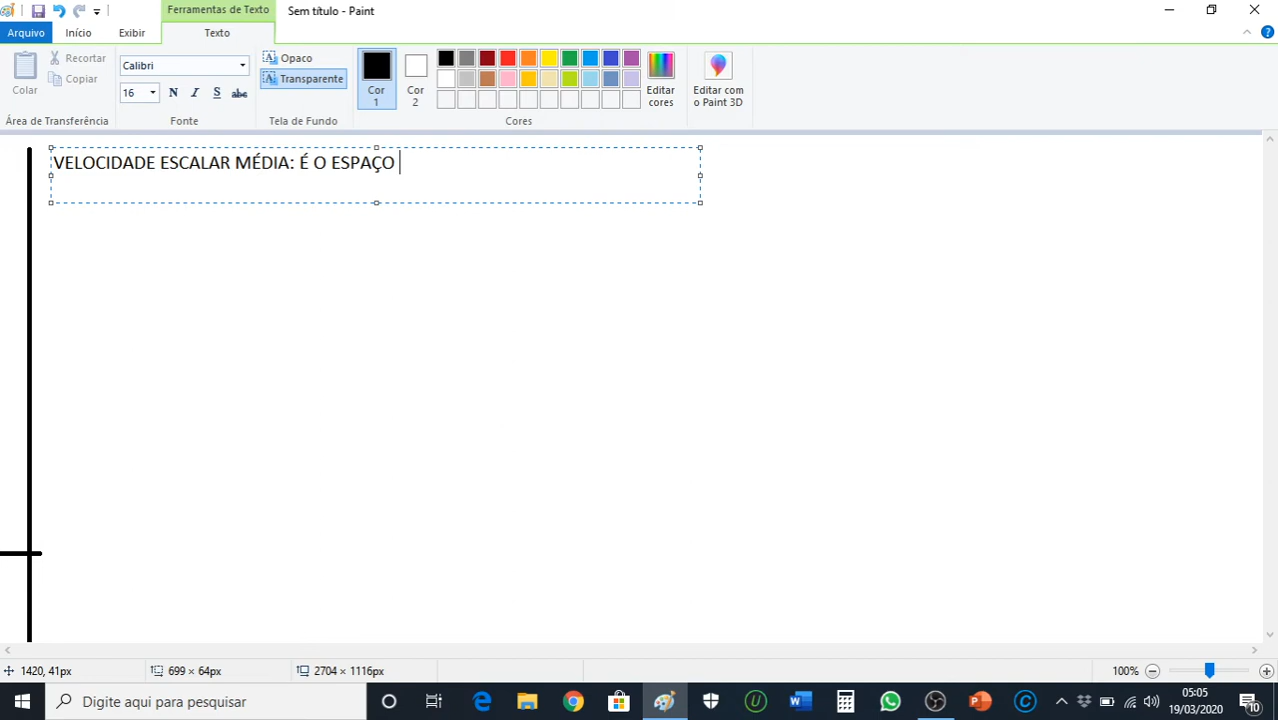 Ferramentas de Texto
Sem título - Paint
Arquivo
Início
Exibir
Texto
Colar
Recortar
Copiar
Área de Transferência
Calibri
16
N
I
S
abc
Fonte
Opaco
Transparente
Tela de Fundo
Cor 1
Cor 2
Cores
Editar cores
Editar com o Paint 3D
VELOCIDADE ESCALAR MÉDIA: É O ESPAÇO
1420, 41px
699 × 64px
2704 × 1116px
100%
Digite aqui para pesquisar
05:05
19/03/2020
10